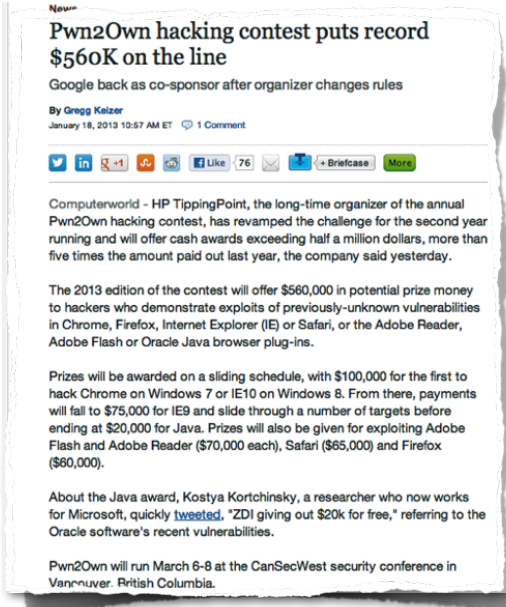 News
Pwn2Own hacking contest puts record
$560K on the line
Google back as co-sponsor after organizer changes rules
By Gregg Keizer
January 18, 2013 10:57 AM ET 1 Comment
in g +1 f Like 76 + Briefcase More
Computerworld - HP TippingPoint, the long-time organizer of the annual
Pwn2Own hacking contest, has revamped the challenge for the second year
running and will offer cash awards exceeding half a million dollars, more than
five times the amount paid out last year, the company said yesterday.
The 2013 edition of the contest will offer $560,000 in potential prize money
to hackers who demonstrate exploits of previously-unknown vulnerabilities
in Chrome, Firefox, Internet Explorer (IE) or Safari, or the Adobe Reader,
Adobe Flash or Oracle Java browser plug-ins.
Prizes will be awarded on a sliding schedule, with $100,000 for the first to
hack Chrome on Windows 7 or IE10 on Windows 8. From there, payments
will fall to $75,000 for IE9 and slide through a number of targets before
ending at $20,000 for Java. Prizes will also be given for exploiting Adobe
Flash and Adobe Reader ($70,000 each), Safari ($65,000) and Firefox
($60,000).
About the Java award, Kostya Kortchinsky, a researcher who now works
for Microsoft, quickly tweeted, "ZDI giving out $20k for free," referring to the
Oracle software's recent vulnerabilities.
Pwn2Own will run March 6-8 at the CanSecWest security conference in
Vancouver, British Columbia.